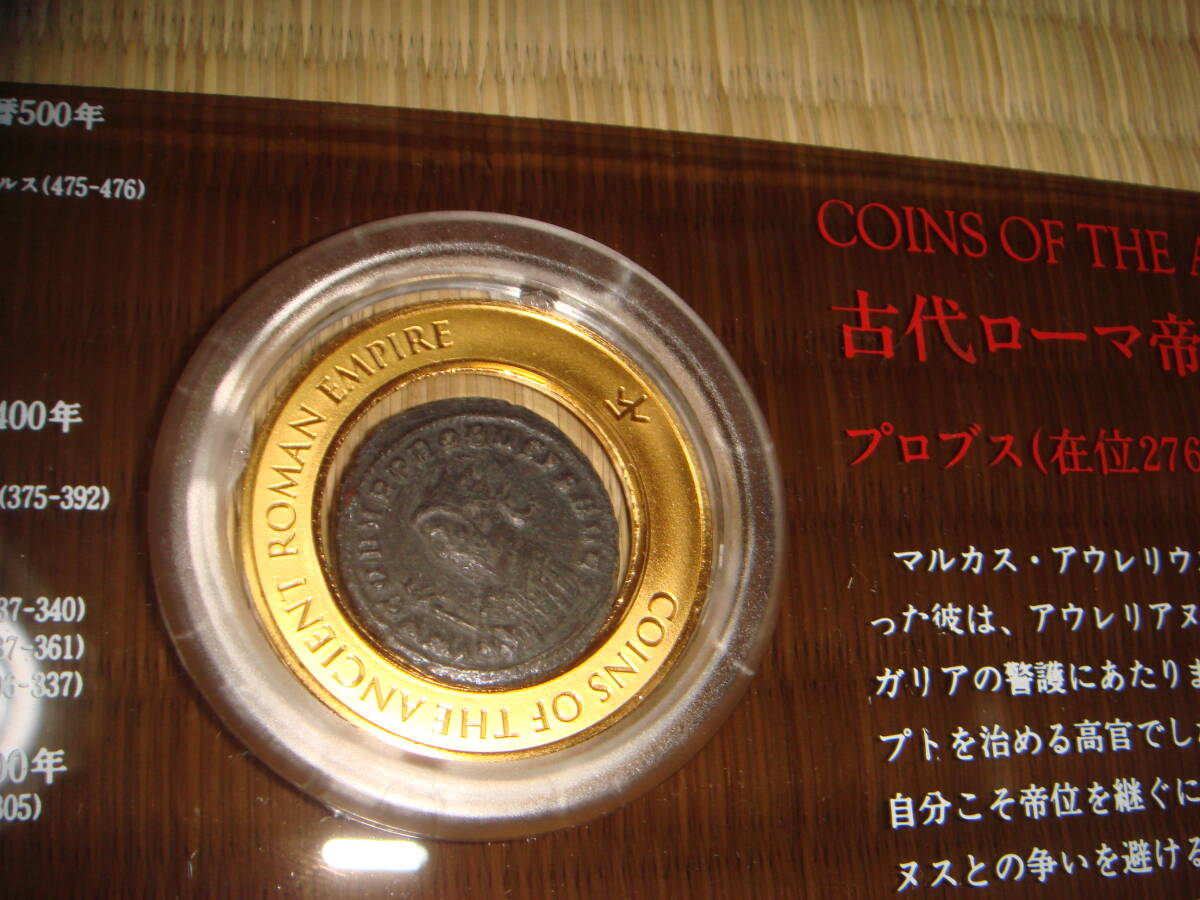 暦500年
ルス(475-476)
400年
(375-392)
37-340)
37-361)
06-337)
00年
305)
COINS OF THE ANCIENT ROMAN EMPIRE
COINS OF THE
古代ローマ帝
プロブス(在位276
マルカス・アウレリウ
った彼は、アウレリアヌ
ガリアの警護にあたりま
プトを治める高官でし
自分こそ帝位を継ぐに
ヌスとの争いを避ける